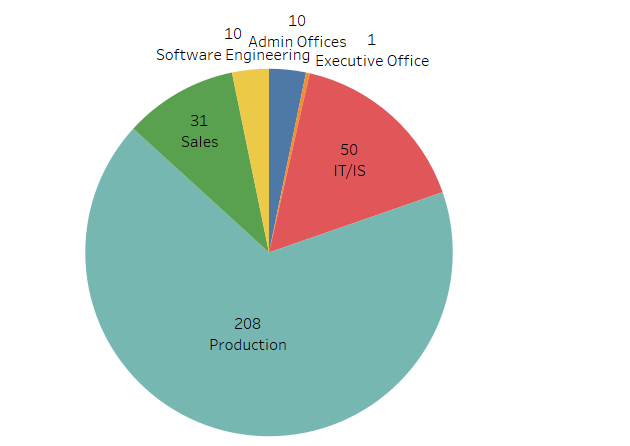 10
Admin Offices
1
Executive Office
10
Software Engineering
31
Sales
50
IT/IS
208
Production